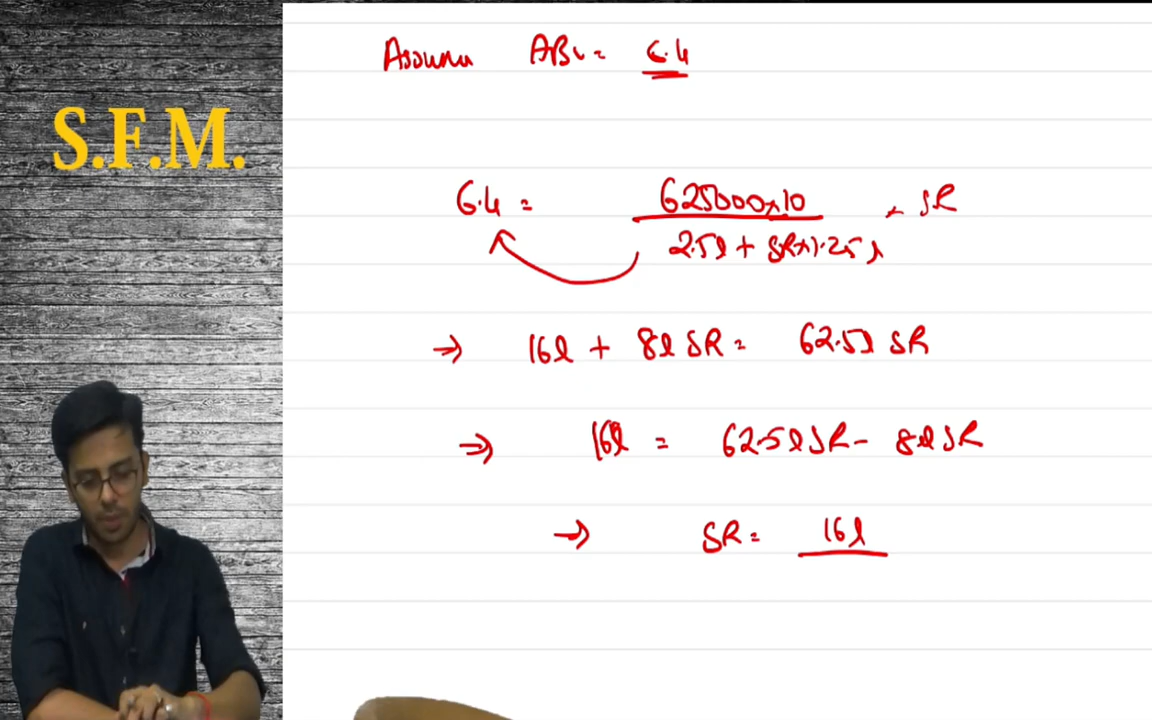 S.F.M.
Assume ABC = 6.4
6.4 = 625000×10 × SR
2.5l + SR×1.25l
⇒ 16l + 8l SR = 62.5l SR
⇒ 16l = 62.5l SR - 8l SR
⇒ SR = 16l